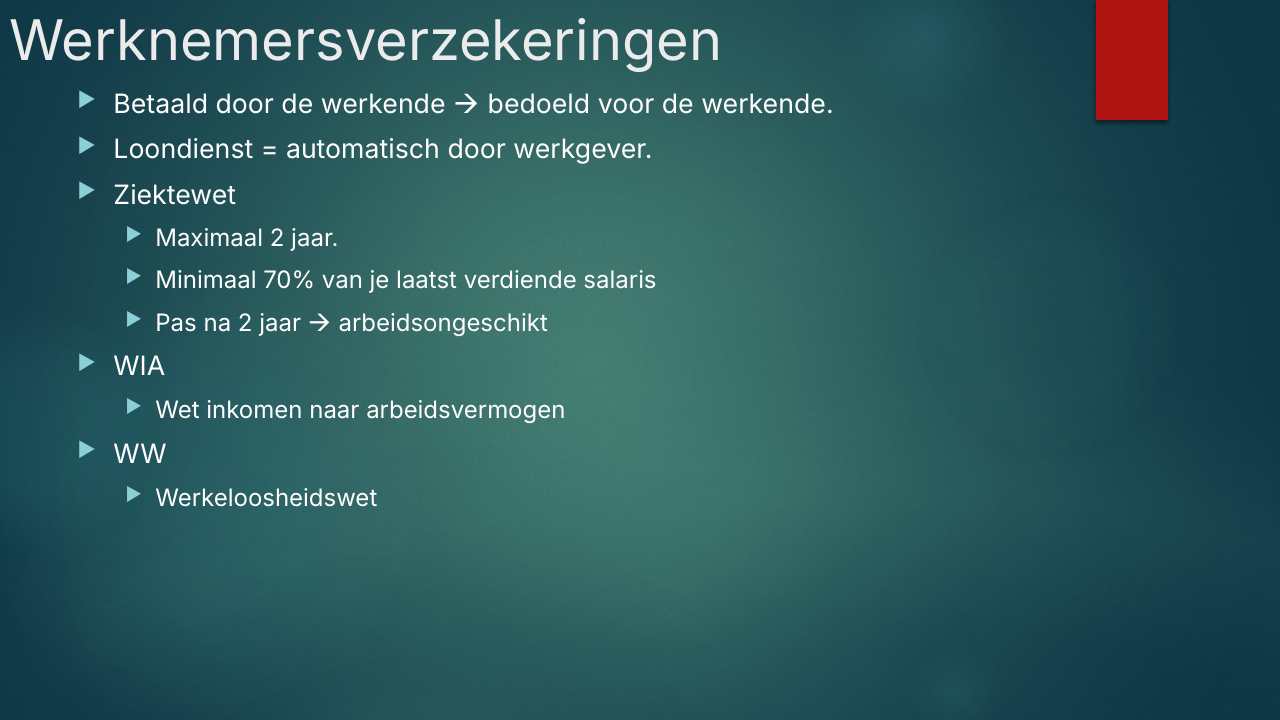 Werknemersverzekeringen
Betaald door de werkende → bedoeld voor de werkende.
Loondienst = automatisch door werkgever.
Ziektewet
Maximaal 2 jaar.
Minimaal 70% van je laatst verdiende salaris
Pas na 2 jaar → arbeidsongeschikt
WIA
Wet inkomen naar arbeidsvermogen
WW
Werkeloosheidswet